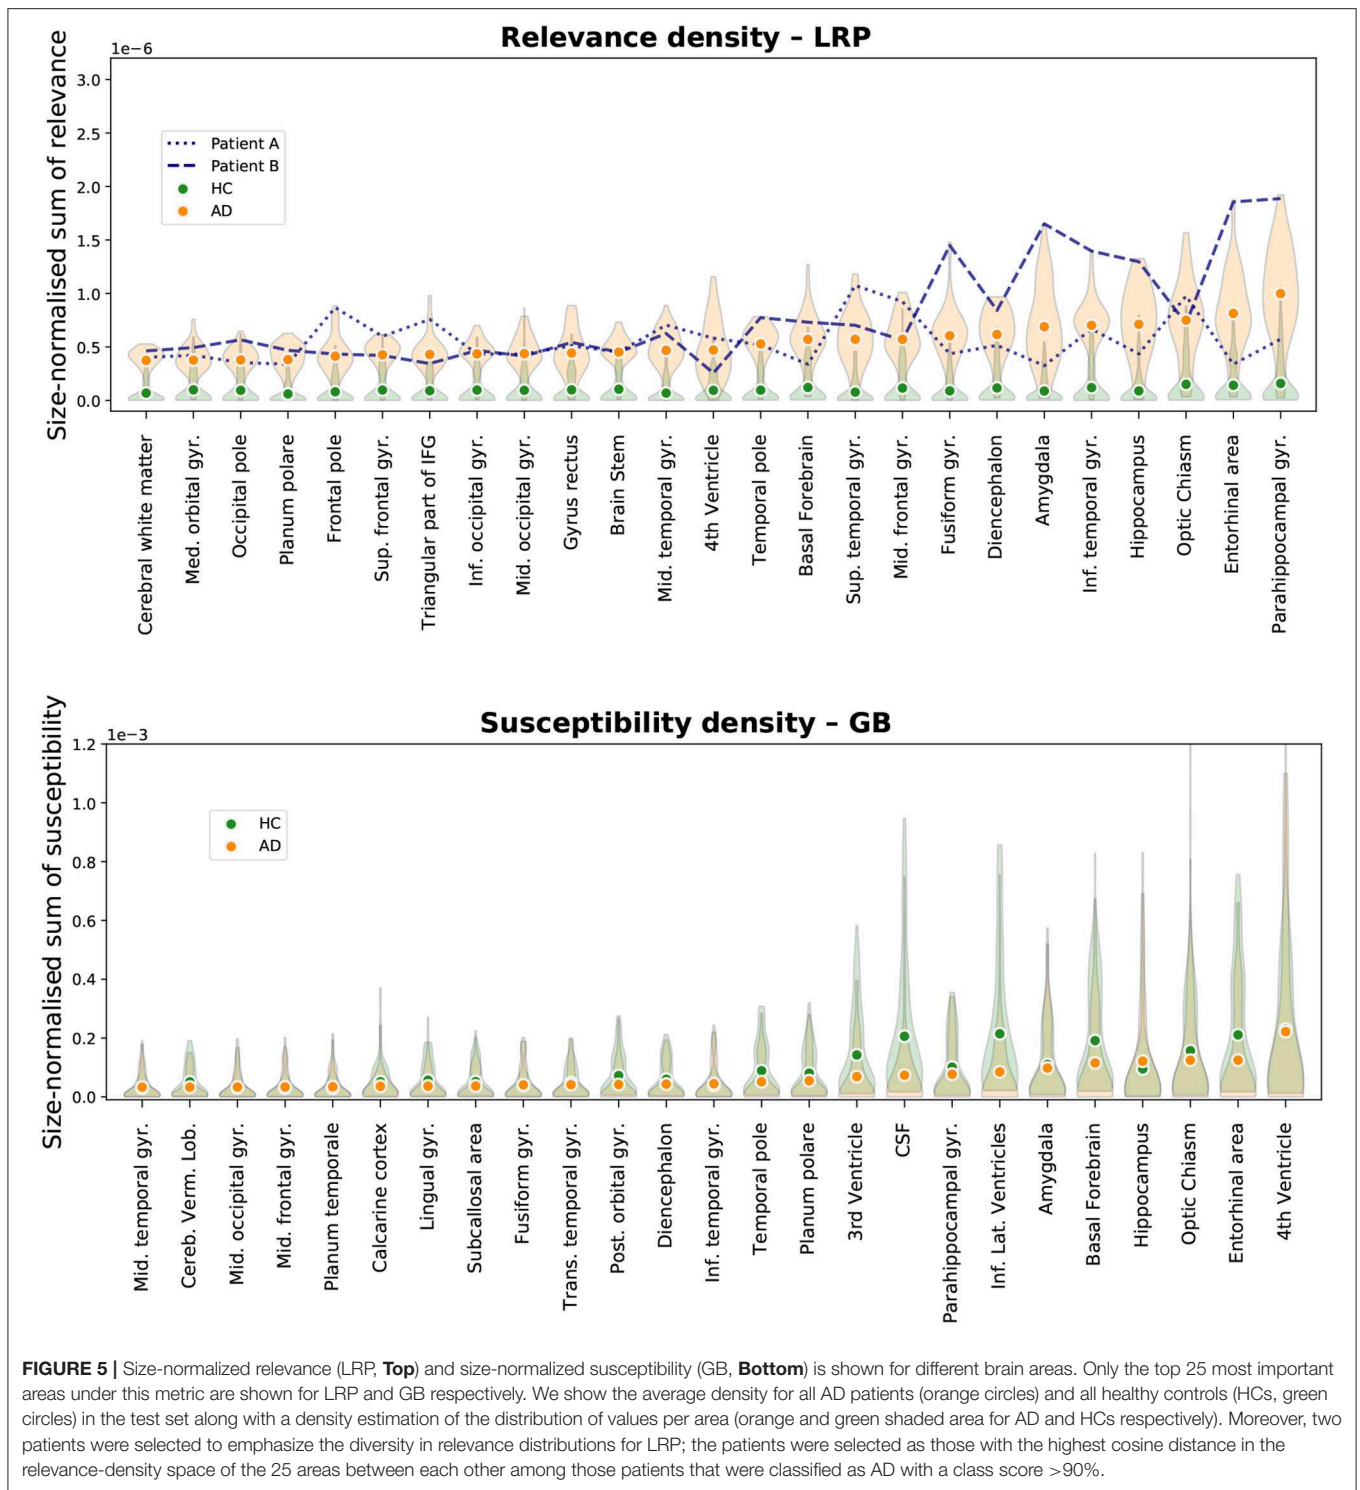 Relevance density – LRP
1e−6
Size-normalised sum of relevance
3.0
2.5
2.0
1.5
1.0
0.5
0.0
Patient A
Patient B
HC
AD
Cerebral white matter
Med. orbital gyr.
Occipital pole
Planum polare
Frontal pole
Sup. frontal gyr.
Triangular part of IFG
Inf. occipital gyr.
Mid. occipital gyr.
Gyrus rectus
Brain Stem
Mid. temporal gyr.
4th Ventricle
Temporal pole
Basal Forebrain
Sup. temporal gyr.
Mid. frontal gyr.
Fusiform gyr.
Diencephalon
Amygdala
Inf. temporal gyr.
Hippocampus
Optic Chiasm
Entorhinal area
Parahippocampal gyr.
Susceptibility density – GB
1e−3
Size-normalised sum of susceptibility
1.2
1.0
0.8
0.6
0.4
0.2
0.0
HC
AD
Mid. temporal gyr.
Cereb. Verm. Lob.
Mid. occipital gyr.
Mid. frontal gyr.
Planum temporale
Calcarine cortex
Lingual gyr.
Subcallosal area
Fusiform gyr.
Trans. temporal gyr.
Post. orbital gyr.
Diencephalon
Inf. temporal gyr.
Temporal pole
Planum polare
3rd Ventricle
CSF
Parahippocampal gyr.
Inf. Lat. Ventricles
Amygdala
Basal Forebrain
Hippocampus
Optic Chiasm
Entorhinal area
4th Ventricle
FIGURE 5 | Size-normalized relevance (LRP, Top) and size-normalized susceptibility (GB, Bottom) is shown for different brain areas. Only the top 25 most important
areas under this metric are shown for LRP and GB respectively. We show the average density for all AD patients (orange circles) and all healthy controls (HCs, green
circles) in the test set along with a density estimation of the distribution of values per area (orange and green shaded area for AD and HCs respectively). Moreover, two
patients were selected to emphasize the diversity in relevance distributions for LRP; the patients were selected as those with the highest cosine distance in the
relevance-density space of the 25 areas between each other among those patients that were classified as AD with a class score >90%.